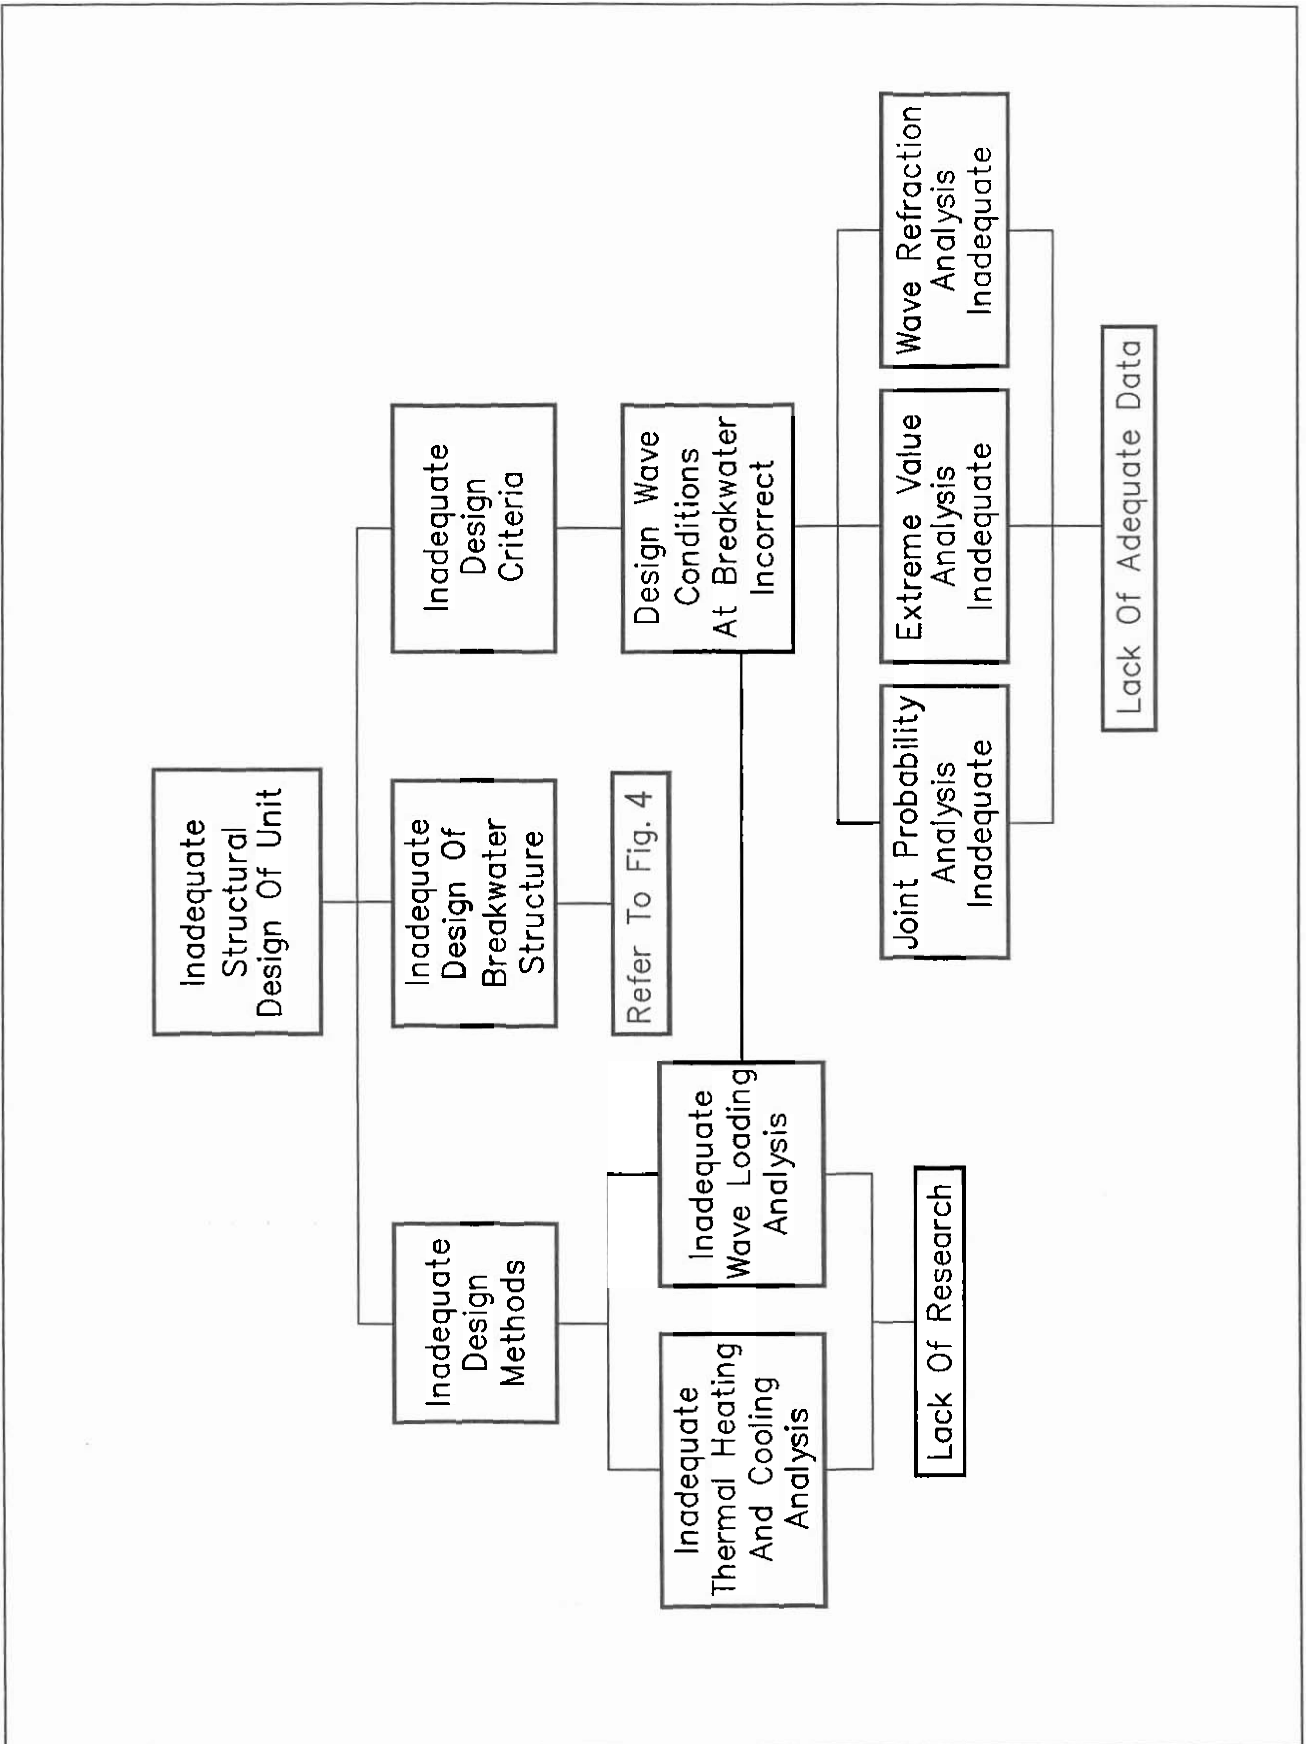 Inadequate
Structural
Design Of Unit
Inadequate
Design
Methods
Inadequate
Design Of
Breakwater
Structure
Inadequate
Design
Criteria
Refer To Fig. 4
Design Wave
Conditions
At Breakwater
Incorrect
Inadequate
Thermal Heating
And Cooling
Analysis
Inadequate
Wave Loading
Analysis
Joint Probability
Analysis
Inadequate
Extreme Value
Analysis
Inadequate
Wave Refraction
Analysis
Inadequate
Lack Of Research
Lack Of Adequate Data